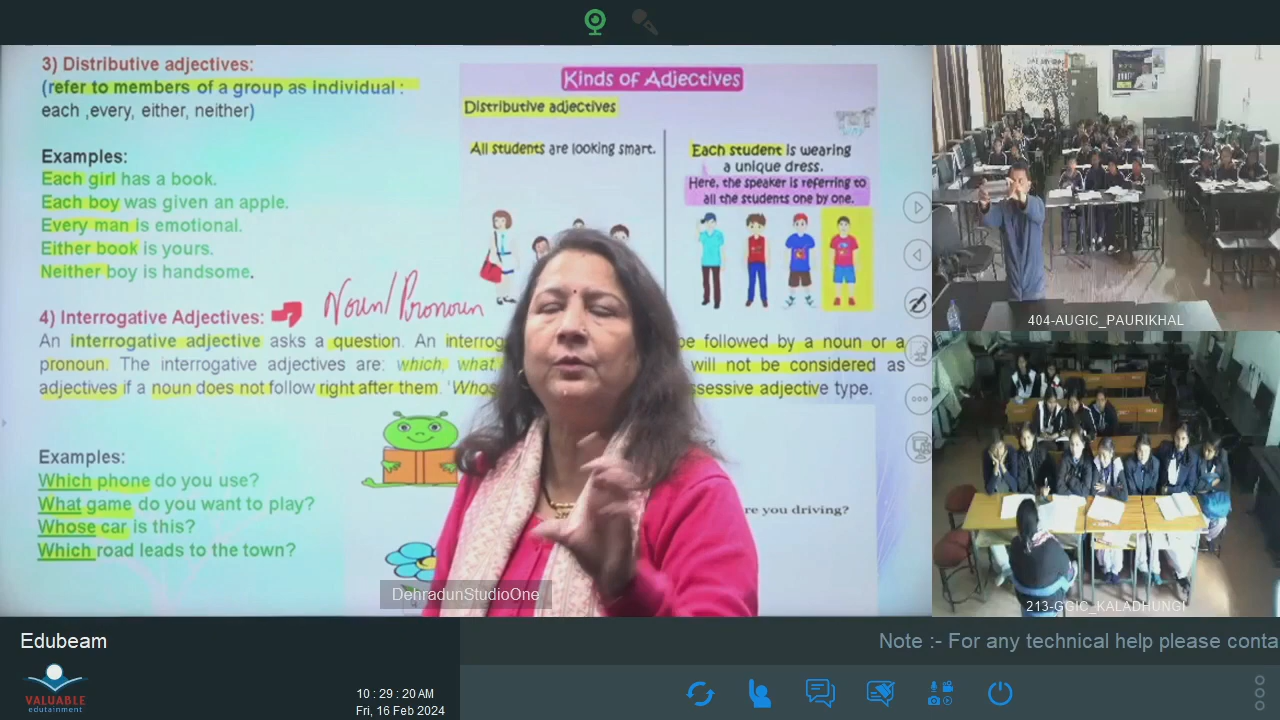 3) Distributive adjectives:
(refer to members of a group as individual :
each ,every, either, neither)
Examples:
Each girl has a book.
Each boy was given an apple.
Every man is emotional.
Either book is yours.
Neither boy is handsome.
Kinds of Adjectives
Distributive adjectives
All students are looking smart.
Each student is wearing
a unique dress.
Here, the speaker is referring to
all the students one by one.
4) Interrogative Adjectives:
Noun/Pronoun
An interrogative adjective asks a question. An followed by a noun or a
pronoun. The interrogative adjectives are: which, what will not be considered as
adjectives if a noun does not follow right after them. adjective type.
Examples:
Which phone do you use?
What game do you want to play?
Whose car is this?
Which road leads to the town?
you driving?
DehradunStudioOne
404-AUGIC_PAURIKHAL
213-GGIC_KALADHUNGI
Edubeam
Note :- For any technical help please conta
VALUABLE
edutainment
10 : 29 : 20 AM
Fri, 16 Feb 2024